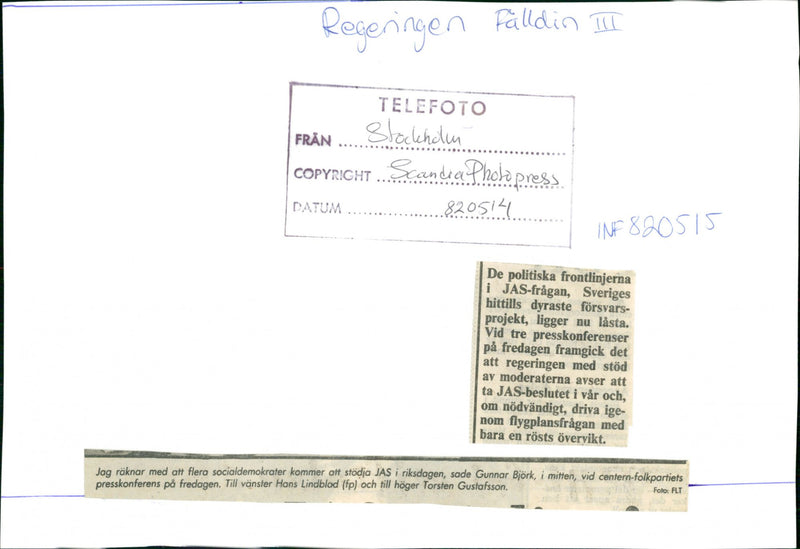 Regeringen Fälldin III
TELEFOTO
FRÅN Stockholm
COPYRIGHT Scandia Photopress
DATUM 820514
INF 820515
De politiska frontlinjerna
i JAS-frågan, Sveriges
hittills dyraste försvars-
projekt, ligger nu låsta.
Vid tre presskonferenser
på fredagen framgick det
att regeringen med stöd
av moderaterna avser att
ta JAS-beslutet i vår och,
om nödvändigt, driva ige-
nom flygplansfrågan med
bara en rösts övervikt.
Jag räknar med att flera socialdemokrater kommer att stödja JAS i riksdagen, sade Gunnar Björk, i mitten, vid centern-folkpartiets
presskonferens på fredagen. Till vänster Hans Lindblad (fp) och till höger Torsten Gustafsson.
Foto: FLT